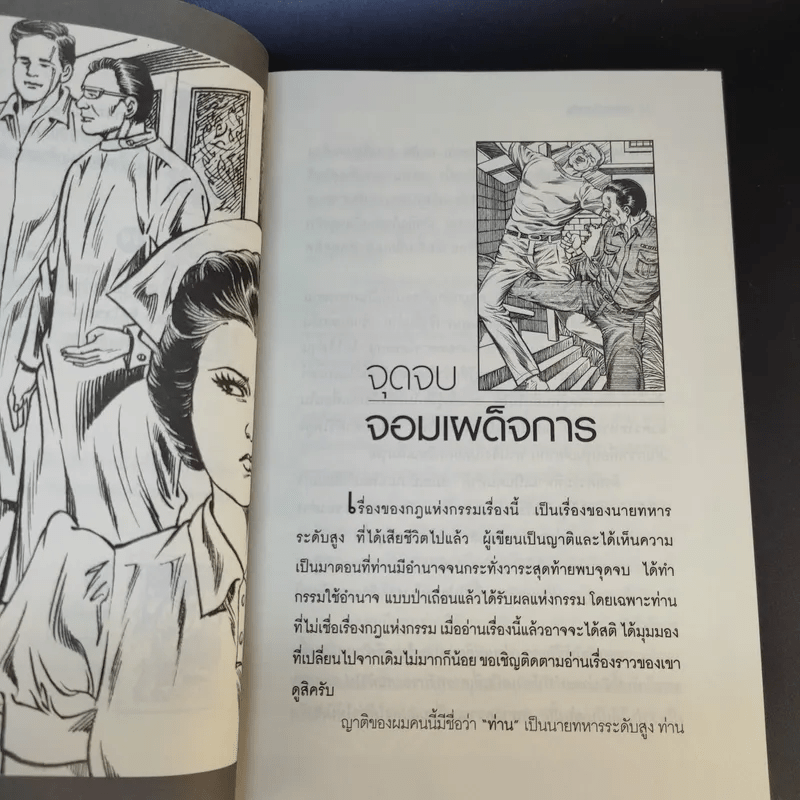 จุดจบ
จอมเผด็จการ
เรื่องของกฎแห่งกรรมเรื่องนี้ เป็นเรื่องของนายทหาร
ระดับสูง ที่ได้เสียชีวิตไปแล้ว ผู้เขียนเป็นญาติและได้เห็นความ
เป็นมาตอนที่ท่านมีอำนาจจนกระทั่งวาระสุดท้ายพบจุดจบ ได้ทำ
กรรมใช้อำนาจ แบบป่าเถื่อนแล้วได้รับผลแห่งกรรม โดยเฉพาะท่าน
ที่ไม่เชื่อเรื่องกฎแห่งกรรม เมื่ออ่านเรื่องนี้แล้วอาจจะได้สติ ได้มุมมอง
ที่เปลี่ยนไปจากเดิมไม่มากก็น้อย ขอเชิญติดตามอ่านเรื่องราวของเขา
ดูสิครับ
ญาติของผมคนนี้มีชื่อว่า "ท่าน" เป็นนายทหารระดับสูง ท่าน